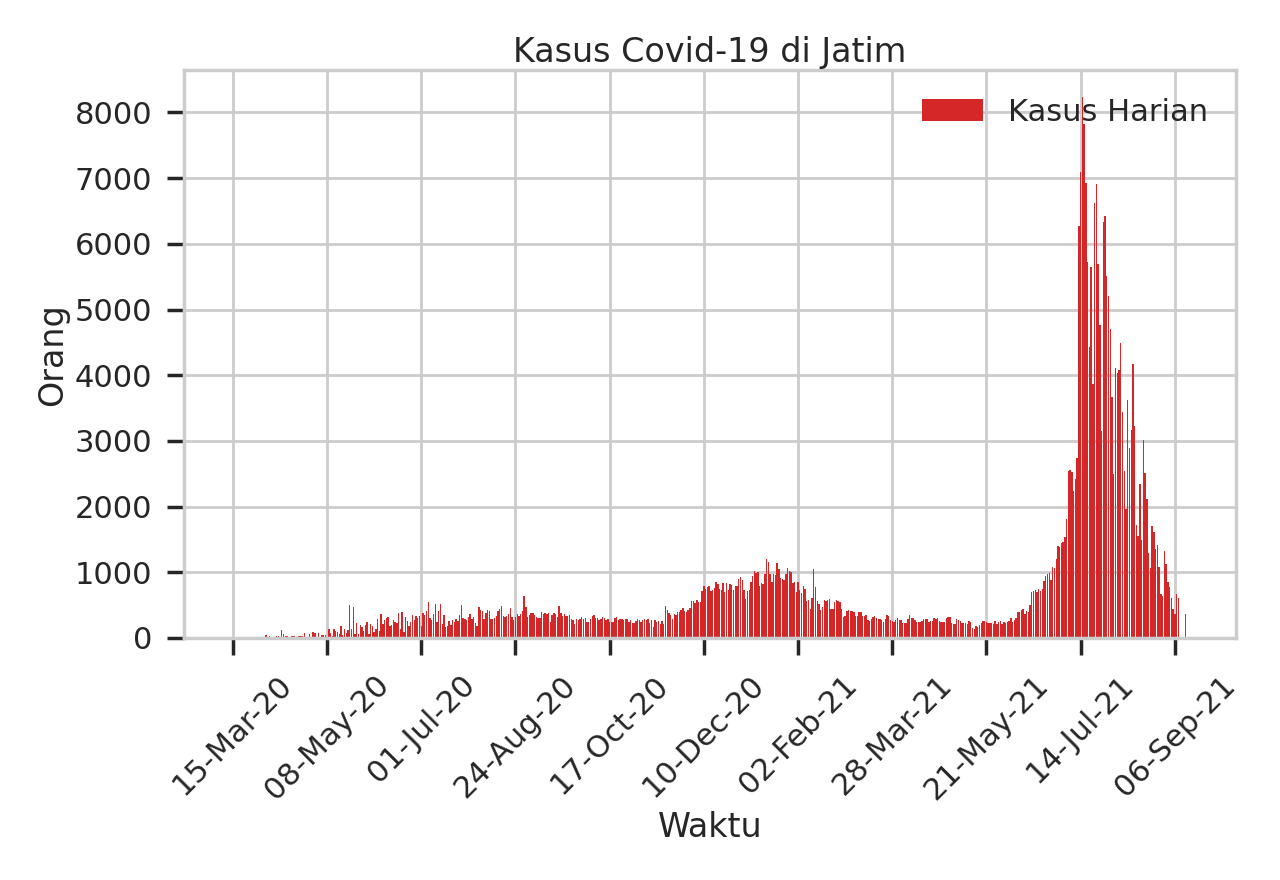 Kasus Covid-19 di Jatim
Kasus Harian
Orang
8000
7000
6000
5000
4000
3000
2000
1000
0
15-Mar-20
08-May-20
01-Jul-20
24-Aug-20
17-Oct-20
10-Dec-20
02-Feb-21
28-Mar-21
21-May-21
14-Jul-21
06-Sep-21
Waktu